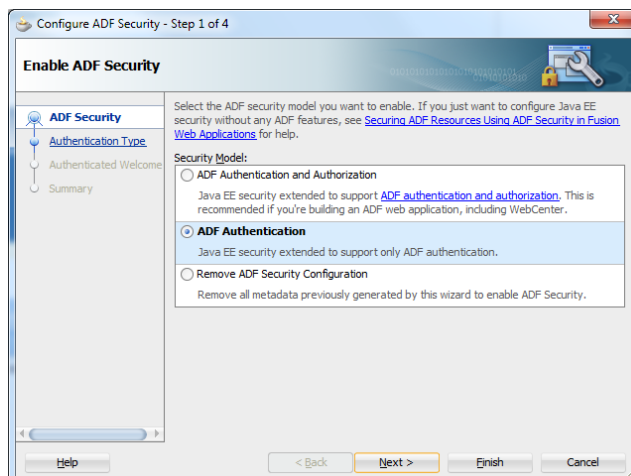 Configure ADF Security - Step 1 of 4
Enable ADF Security
ADF Security
Authentication Type
Authenticated Welcome
Summary
Select the ADF security model you want to enable. If you just want to configure Java EE
security without any ADF features, see Securing ADF Resources Using ADF Security in Fusion
Web Applications for help.
Security Model:
ADF Authentication and Authorization
Java EE security extended to support ADF authentication and authorization. This is
recommended if you're building an ADF web application, including WebCenter.
ADF Authentication
Java EE security extended to support only ADF authentication.
Remove ADF Security Configuration
Remove all metadata previously generated by this wizard to enable ADF Security.
Help
< Back
Next >
Finish
Cancel